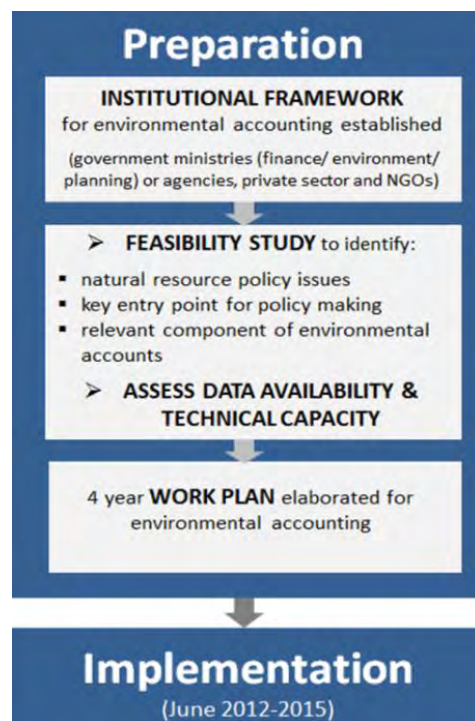 Preparation
INSTITUTIONAL FRAMEWORK
for environmental accounting established
(government ministries (finance/ environment/
planning) or agencies, private sector and NGOs)
➢ FEASIBILITY STUDY to identify:
▪ natural resource policy issues
▪ key entry point for policy making
▪ relevant component of environmental
accounts
➢ ASSESS DATA AVAILABILITY &
TECHNICAL CAPACITY
4 year WORK PLAN elaborated for
environmental accounting
Implementation
(June 2012-2015)